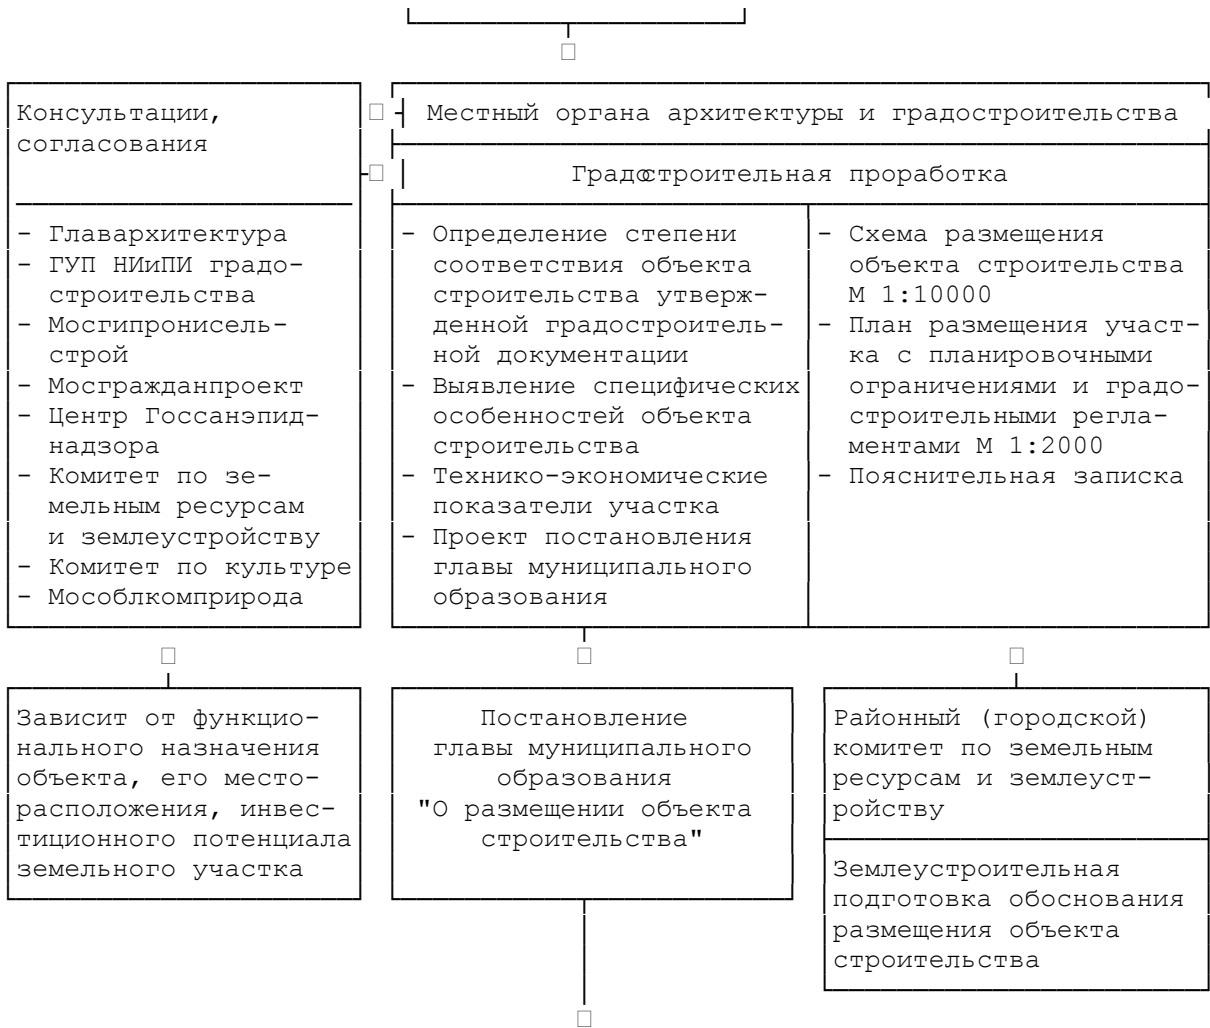 Консультации,
согласования
- Главархитектура
- ГУП НИиПИ градо-
строительства
- Мосгипронисель-
строй
- Мосгражданпроект
- Центр Госсанэпид-
надзора
- Комитет по зе-
мельным ресурсам
и землеустройству
- Комитет по культуре
- Мособлкомприрода
Местный органа архитектуры и градостроительства
Градостроительная проработка
- Определение степени
соответствия объекта
строительства утверж-
денной градостроитель-
ной документации
- Выявление специфических
особенностей объекта
строительства
- Технико-экономические
показатели участка
- Проект постановления
главы муниципального
образования
- Схема размещения
объекта строительства
М 1:10000
- План размещения участ-
ка с планировочными
ограничениями и градо-
строительными регла-
ментами М 1:2000
- Пояснительная записка
Зависит от функцио-
нального назначения
объекта, его место-
расположения, инвес-
тиционного потенциала
земельного участка
Постановление
главы муниципального
образования
"О размещении объекта
строительства"
Районный (городской)
комитет по земельным
ресурсам и землеуст-
ройству
Землеустроительная
подготовка обоснования
размещения объекта
строительства